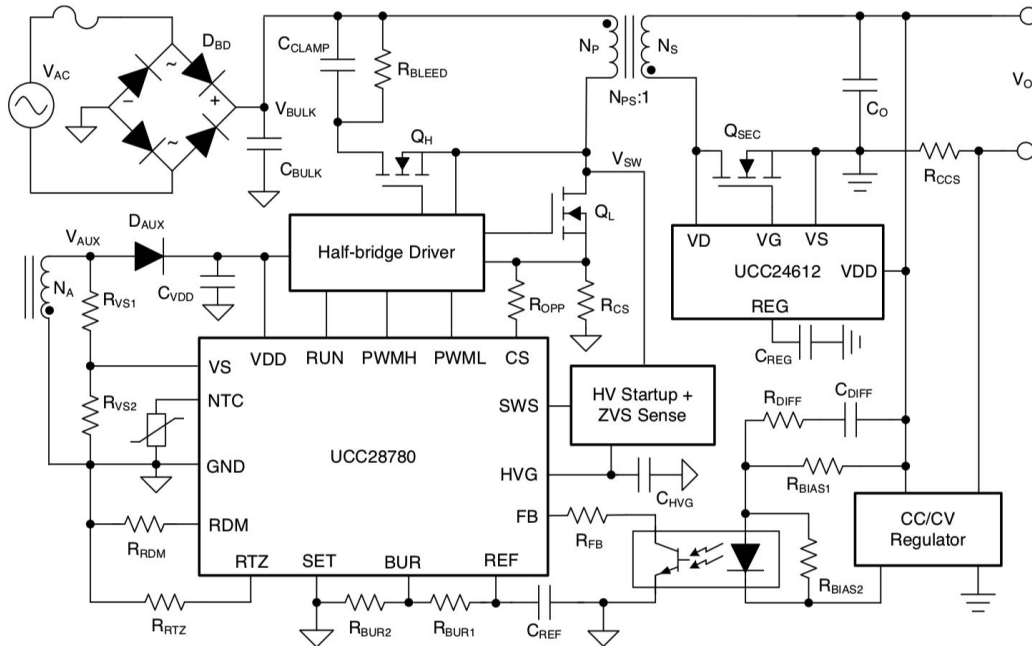 D_BD
V_AC
~
−
+
~
V_BULK
C_BULK
C_CLAMP
R_BLEED
Q_H
N_P
N_S
N_PS:1
V_SW
Q_L
Q_SEC
C_O
V_O
R_CCS
VD
VG
VS
UCC24612
VDD
REG
C_REG
V_AUX
D_AUX
N_A
R_VS1
C_VDD
Half-bridge Driver
R_OPP
R_CS
VDD
RUN
PWMH
PWML
CS
VS
R_VS2
NTC
GND
RDM
R_RDM
RTZ
R_RTZ
UCC28780
SWS
HVG
FB
SET
BUR
REF
HV Startup +
ZVS Sense
C_HVG
R_FB
R_BUR2
R_BUR1
C_REF
R_DIFF
C_DIFF
R_BIAS1
R_BIAS2
CC/CV
Regulator